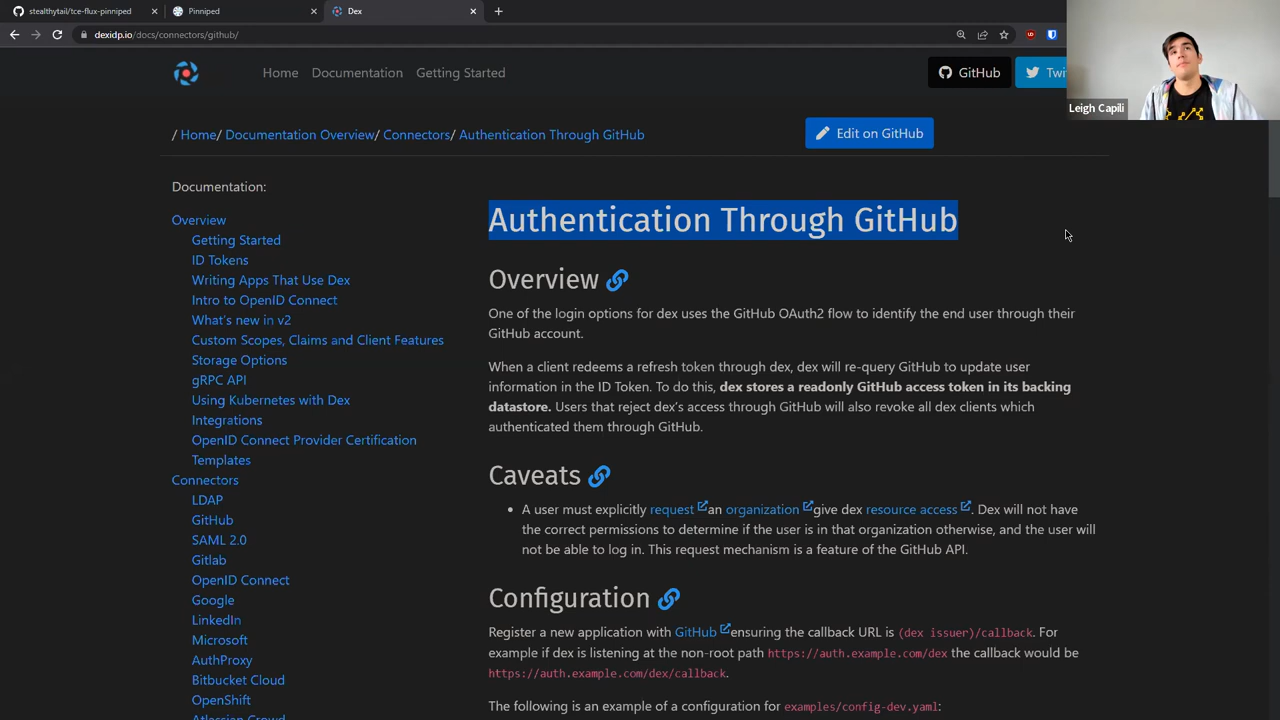 stealthytail/tce-flux-pinniped
Pinniped
Dex
dexidp.io/docs/connectors/github/
Home
Documentation
Getting Started
GitHub
Leigh Capili
/ Home/ Documentation Overview/ Connectors/ Authentication Through GitHub
Edit on GitHub
Documentation:
Overview
Getting Started
ID Tokens
Writing Apps That Use Dex
Intro to OpenID Connect
What's new in v2
Custom Scopes, Claims and Client Features
Storage Options
gRPC API
Using Kubernetes with Dex
Integrations
OpenID Connect Provider Certification
Templates
Connectors
LDAP
GitHub
SAML 2.0
Gitlab
OpenID Connect
Google
LinkedIn
Microsoft
AuthProxy
Bitbucket Cloud
OpenShift
Authentication Through GitHub
Overview
One of the login options for dex uses the GitHub OAuth2 flow to identify the end user through their
GitHub account.
When a client redeems a refresh token through dex, dex will re-query GitHub to update user
information in the ID Token. To do this, dex stores a readonly GitHub access token in its backing
datastore. Users that reject dex's access through GitHub will also revoke all dex clients which
authenticated them through GitHub.
Caveats
• A user must explicitly request an organization give dex resource access. Dex will not have
the correct permissions to determine if the user is in that organization otherwise, and the user will
not be able to log in. This request mechanism is a feature of the GitHub API.
Configuration
Register a new application with GitHub ensuring the callback URL is (dex issuer)/callback. For
example if dex is listening at the non-root path https://auth.example.com/dex the callback would be
https://auth.example.com/dex/callback.
The following is an example of a configuration for examples/config-dev.yaml: